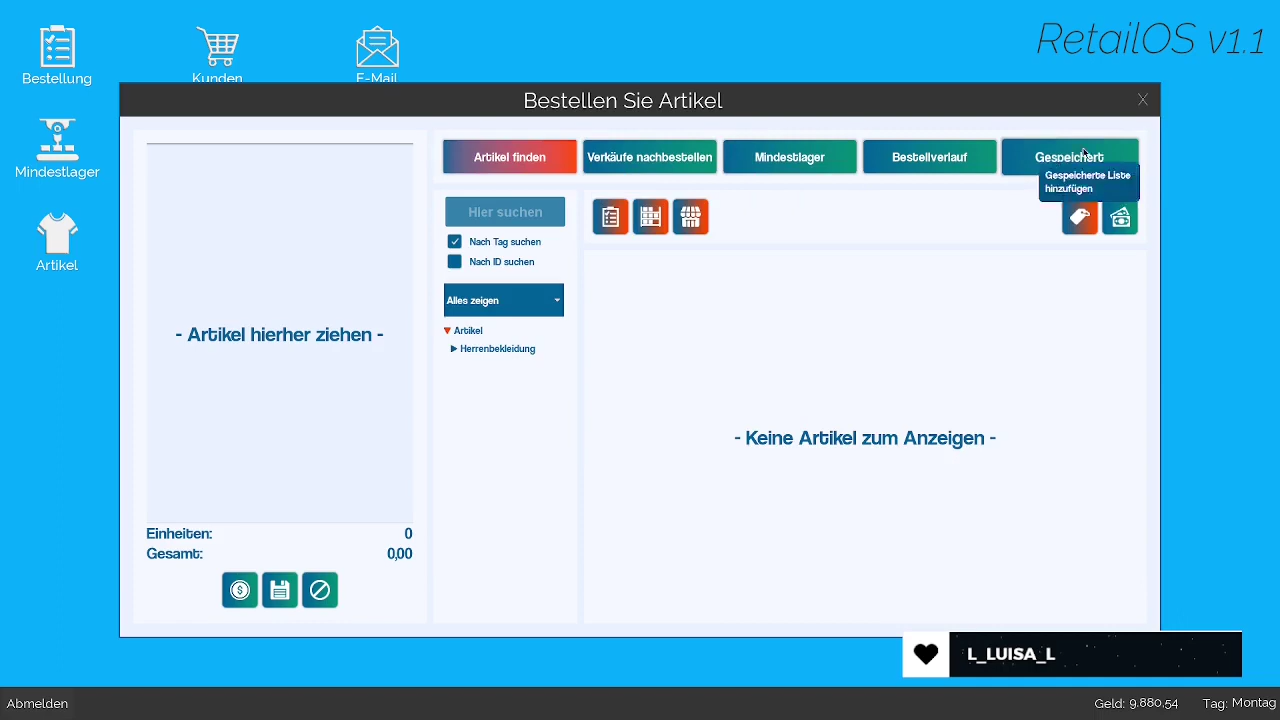 RetailOS v1.1
Bestellung
Kunden
E-Mail
Mindestlager
Artikel
Bestellen Sie Artikel
X
Artikel finden
Verkäufe nachbestellen
Mindestlager
Bestellverlauf
Gespeichert
Gespeicherte Liste
hinzufügen
Hier suchen
Nach Tag suchen
Nach ID suchen
Alles zeigen
Artikel
Herrenbekleidung
- Artikel hierher ziehen -
- Keine Artikel zum Anzeigen -
Einheiten: 0
Gesamt: 0,00
L_LUISA_L
Abmelden
Geld: 9.880,54
Tag: Montag